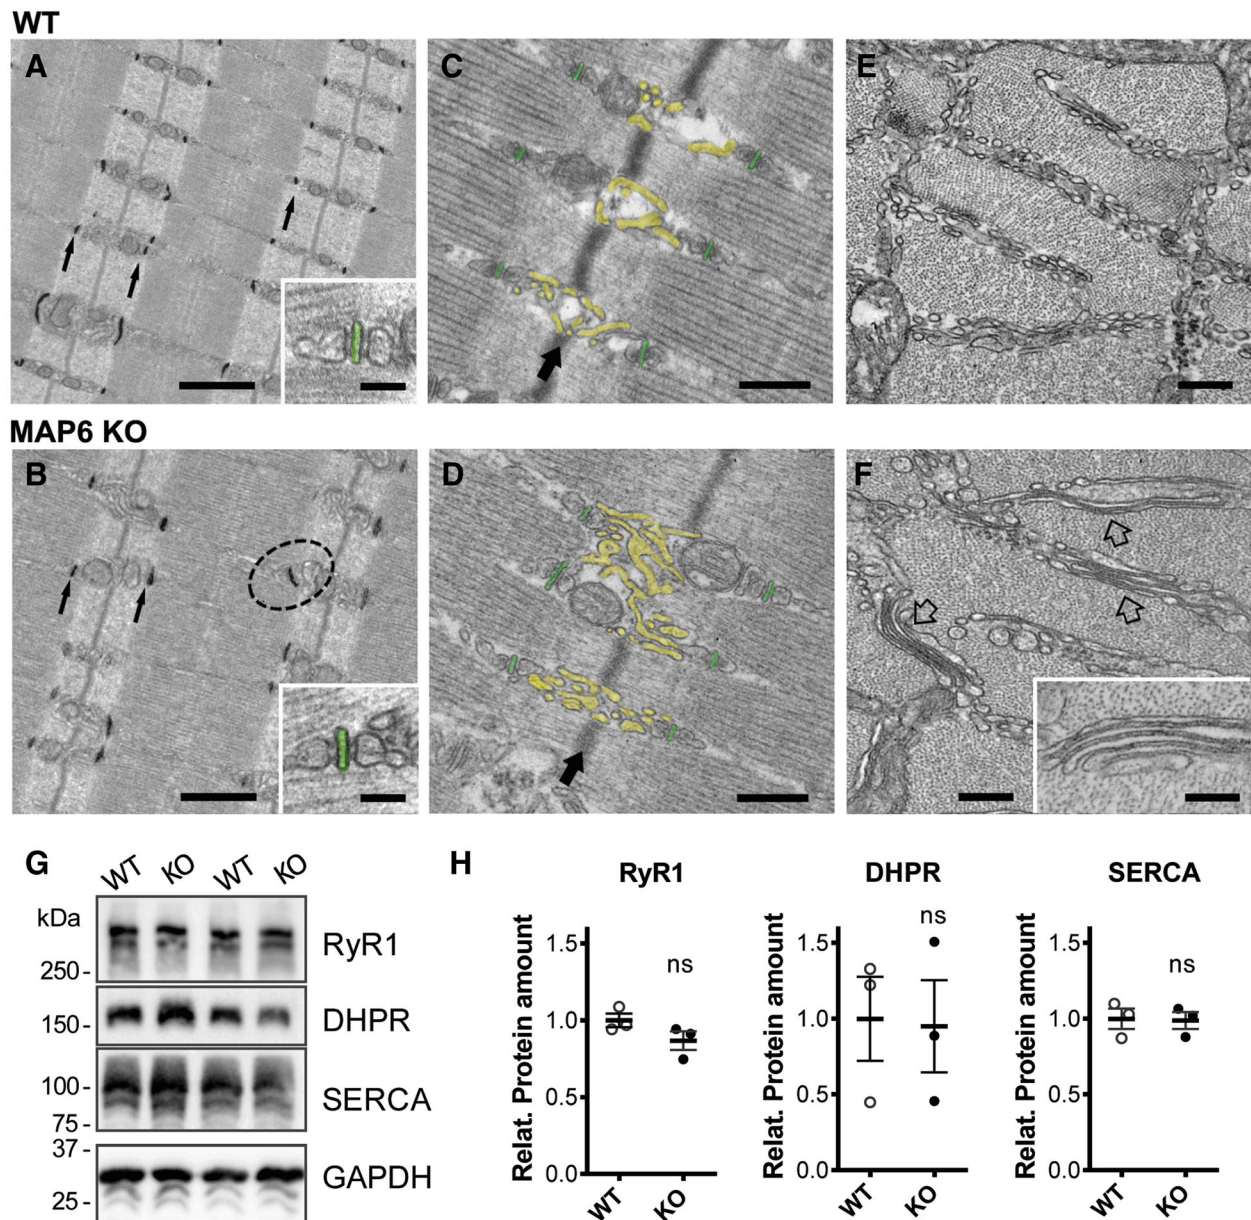 WT
A
C
E
MAP6 KO
B
D
F
G
WT KO WT KO
kDa
RyR1
250 -
DHPR
150 -
SERCA
100 -
75 -
37 -
GAPDH
25 -
H
RyR1
Relat. Protein amount
1.5
1.0
0.5
0.0
ns
WT KO
DHPR
Relat. Protein amount
1.5
1.0
0.5
0.0
ns
WT KO
SERCA
Relat. Protein amount
1.5
1.0
0.5
0.0
ns
WT KO